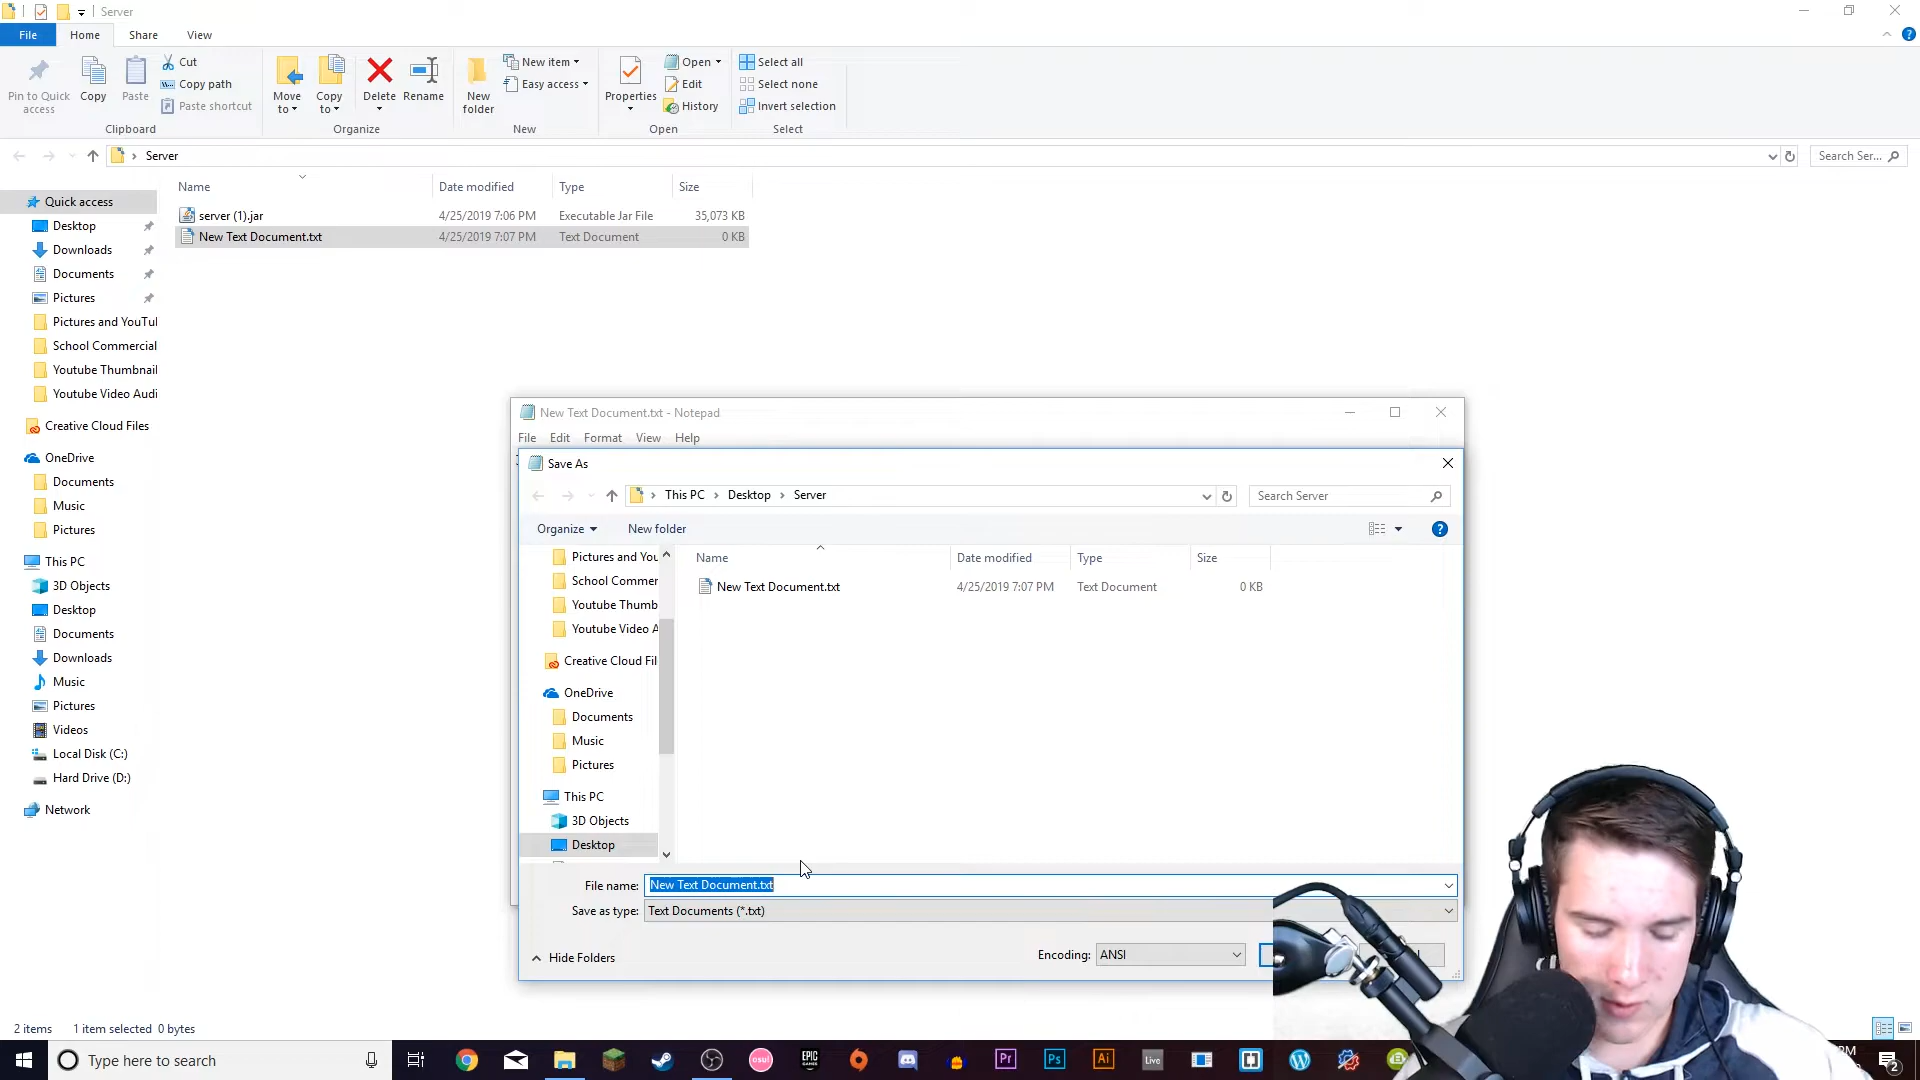 Server
File Home Share View
Pin to Quick access
Copy
Paste
Cut
Copy path
Paste shortcut
Clipboard
Move to
Copy to
Delete
Rename
Organize
New folder
New item
Easy access
New
Properties
Open
Edit
History
Open
Select all
Select none
Invert selection
Select
Server
Search Ser...
Name Date modified Type Size
server (1).jar 4/25/2019 7:06 PM Executable Jar File 35,073 KB
New Text Document.txt 4/25/2019 7:07 PM Text Document 0 KB
Quick access
Desktop
Downloads
Documents
Pictures
Pictures and YouTul
School Commercial
Youtube Thumbnail
Youtube Video Audi
Creative Cloud Files
OneDrive
Documents
Music
Pictures
This PC
3D Objects
Desktop
Documents
Downloads
Music
Pictures
Videos
Local Disk (C:)
Hard Drive (D:)
Network
New Text Document.txt - Notepad
File Edit Format View Help
Save As
This PC Desktop Server
Search Server
Organize New folder
Name Date modified Type Size
New Text Document.txt 4/25/2019 7:07 PM Text Document 0 KB
Pictures and You
School Commer
Youtube Thumb
Youtube Video A
Creative Cloud Fil
OneDrive
Documents
Music
Pictures
This PC
3D Objects
Desktop
File name: New Text Document.txt
Save as type: Text Documents (*.txt)
Hide Folders
Encoding: ANSI
2 items 1 item selected 0 bytes
Type here to search
osu!
EPIC GAMES
Pr
Ps
Ai
Live
PM
2